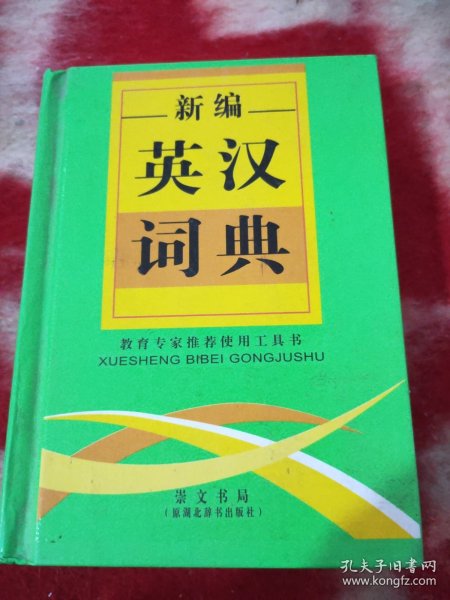 新编
英汉
词典
教育专家推荐使用工具书
XUESHENG BIBEI GONGJUSHU
崇文书局
(原湖北辞书出版社)
孔夫子旧书网
www.kongfz.com